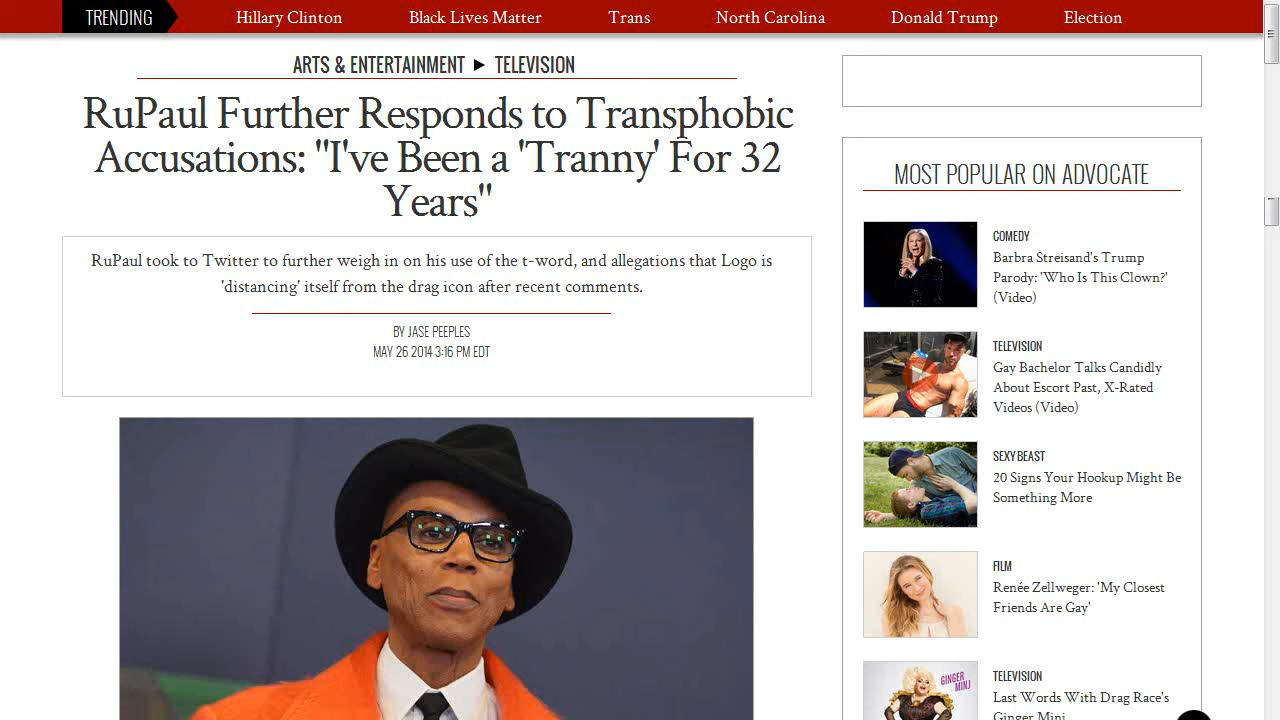 TRENDING
Hillary Clinton
Black Lives Matter
Trans
North Carolina
Donald Trump
Election
ARTS & ENTERTAINMENT ► TELEVISION
RuPaul Further Responds to Transphobic
Accusations: "I've Been a 'Tranny' For 32
Years"
RuPaul took to Twitter to further weigh in on his use of the t-word, and allegations that Logo is
'distancing' itself from the drag icon after recent comments.
BY JASE PEEPLES
MAY 26 2014 3:16 PM EDT
MOST POPULAR ON ADVOCATE
COMEDY
Barbra Streisand's Trump
Parody: 'Who Is This Clown?'
(Video)
TELEVISION
Gay Bachelor Talks Candidly
About Escort Past, X-Rated
Videos (Video)
SEXY BEAST
20 Signs Your Hookup Might Be
Something More
FILM
Renée Zellweger: 'My Closest
Friends Are Gay'
GINGER
MINJ
TELEVISION
Last Words With Drag Race's
Ginger Minj